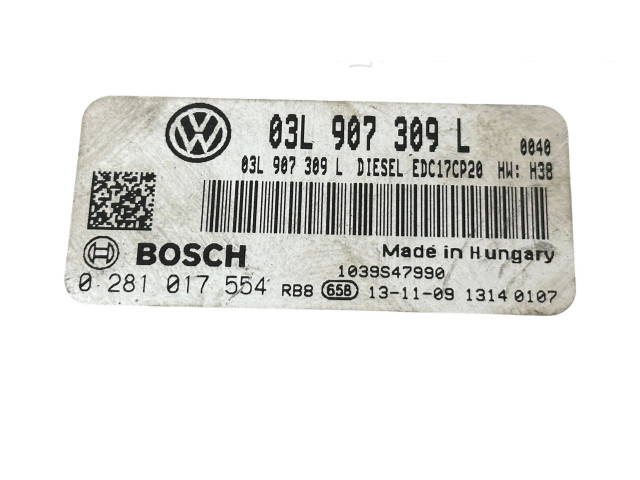 03L 907 309 L 0040
03L 907 309 L DIESEL EDC17CP20 HW: H38
BOSCH Made in Hungary
1039S47990
0 281 017 554 RB8 65B 13-11-09 1314 0107